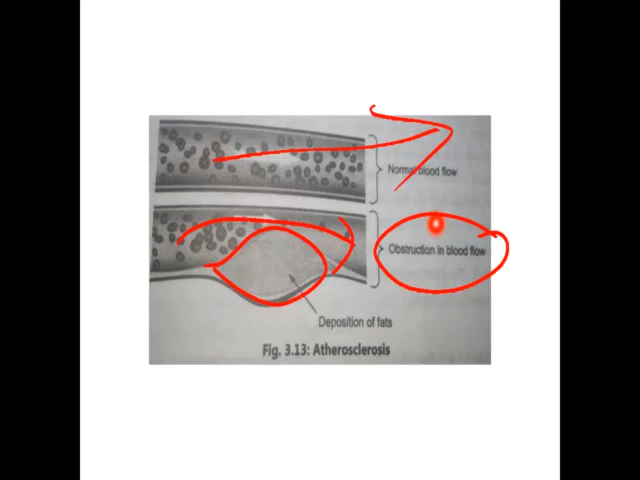 Normal blood flow
Obstruction in blood flow
Deposition of fats
Fig. 3.13: Atherosclerosis